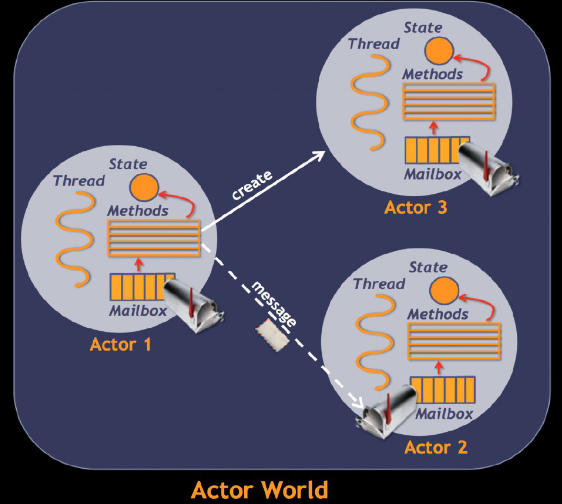 State
Thread
Methods
Mailbox
Actor 3
create
State
Thread
Methods
Mailbox
Actor 1
message
State
Thread
Methods
Mailbox
Actor 2
Actor World